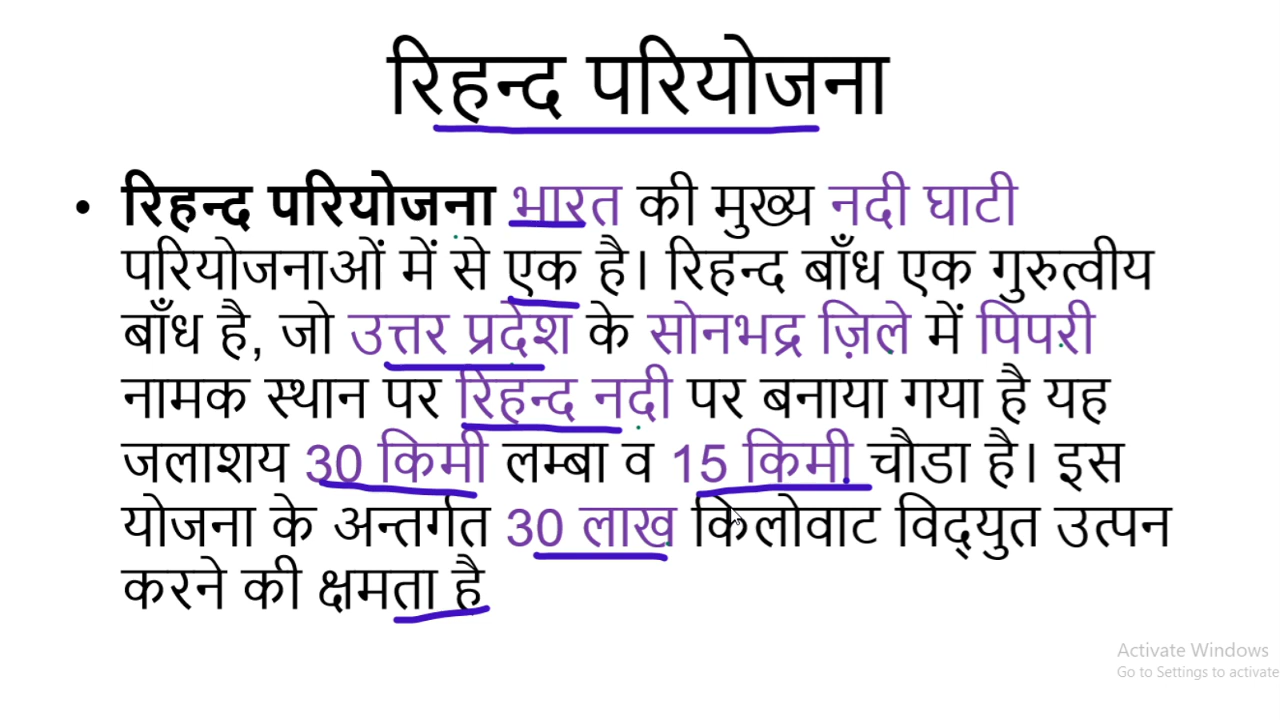 रिहन्द परियोजना
• रिहन्द परियोजना भारत की मुख्य नदी घाटी
परियोजनाओं में से एक है। रिहन्द बाँध एक गुरुत्वीय
बाँध है, जो उत्तर प्रदेश के सोनभद्र ज़िले में पिपरी
नामक स्थान पर रिहन्द नदी पर बनाया गया है यह
जलाशय 30 किमी लम्बा व 15 किमी चौडा है। इस
योजना के अन्तर्गत 30 लाख किलोवाट विद्युत उत्पन
करने की क्षमता है
Activate Windows
Go to Settings to activate